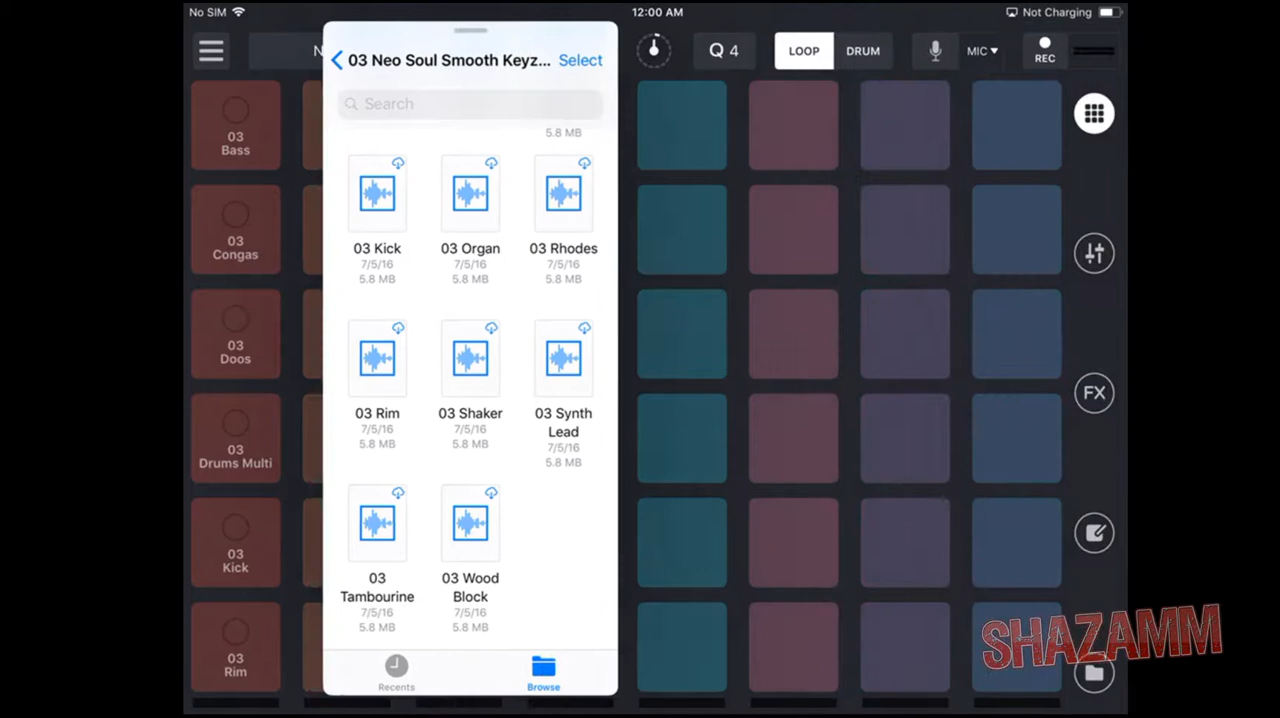 No SIM
12:00 AM
Not Charging
N
03 Neo Soul Smooth Keyz...
Select
Q 4
LOOP
DRUM
MIC
REC
Search
5.8 MB
03 Kick
7/5/16
5.8 MB
03 Organ
7/5/16
5.8 MB
03 Rhodes
7/5/16
5.8 MB
03 Rim
7/5/16
5.8 MB
03 Shaker
7/5/16
5.8 MB
03 Synth
Lead
7/5/16
5.8 MB
03
Tambourine
7/5/16
5.8 MB
03 Wood
Block
7/5/16
5.8 MB
Recents
Browse
03
Bass
03
Congas
03
Doos
03
Drums Multi
03
Kick
03
Rim
FX
SHAZAMM